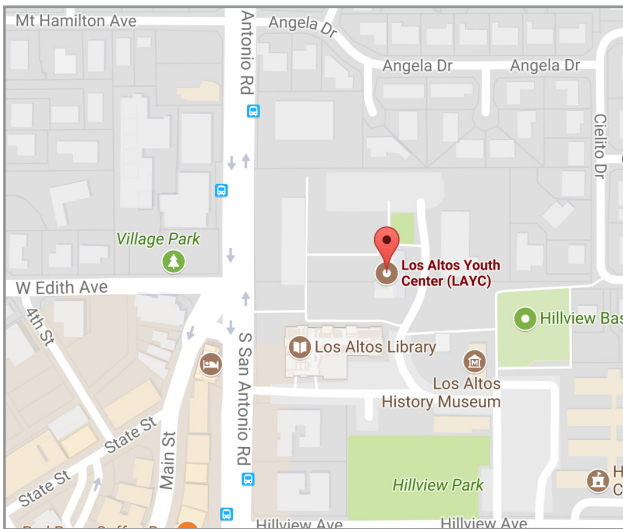 Mt Hamilton Ave
Antonio Rd
Angela Dr
Angela Dr
Angela Dr
Cielito Dr
Village Park
W Edith Ave
Los Altos Youth
Center (LAYC)
Hillview Bas
4th St
S San Antonio Rd
Los Altos Library
Los Altos
History Museum
State St
State St
Main St
Hillview Park
H
C
Hillview Ave
Hillview Ave